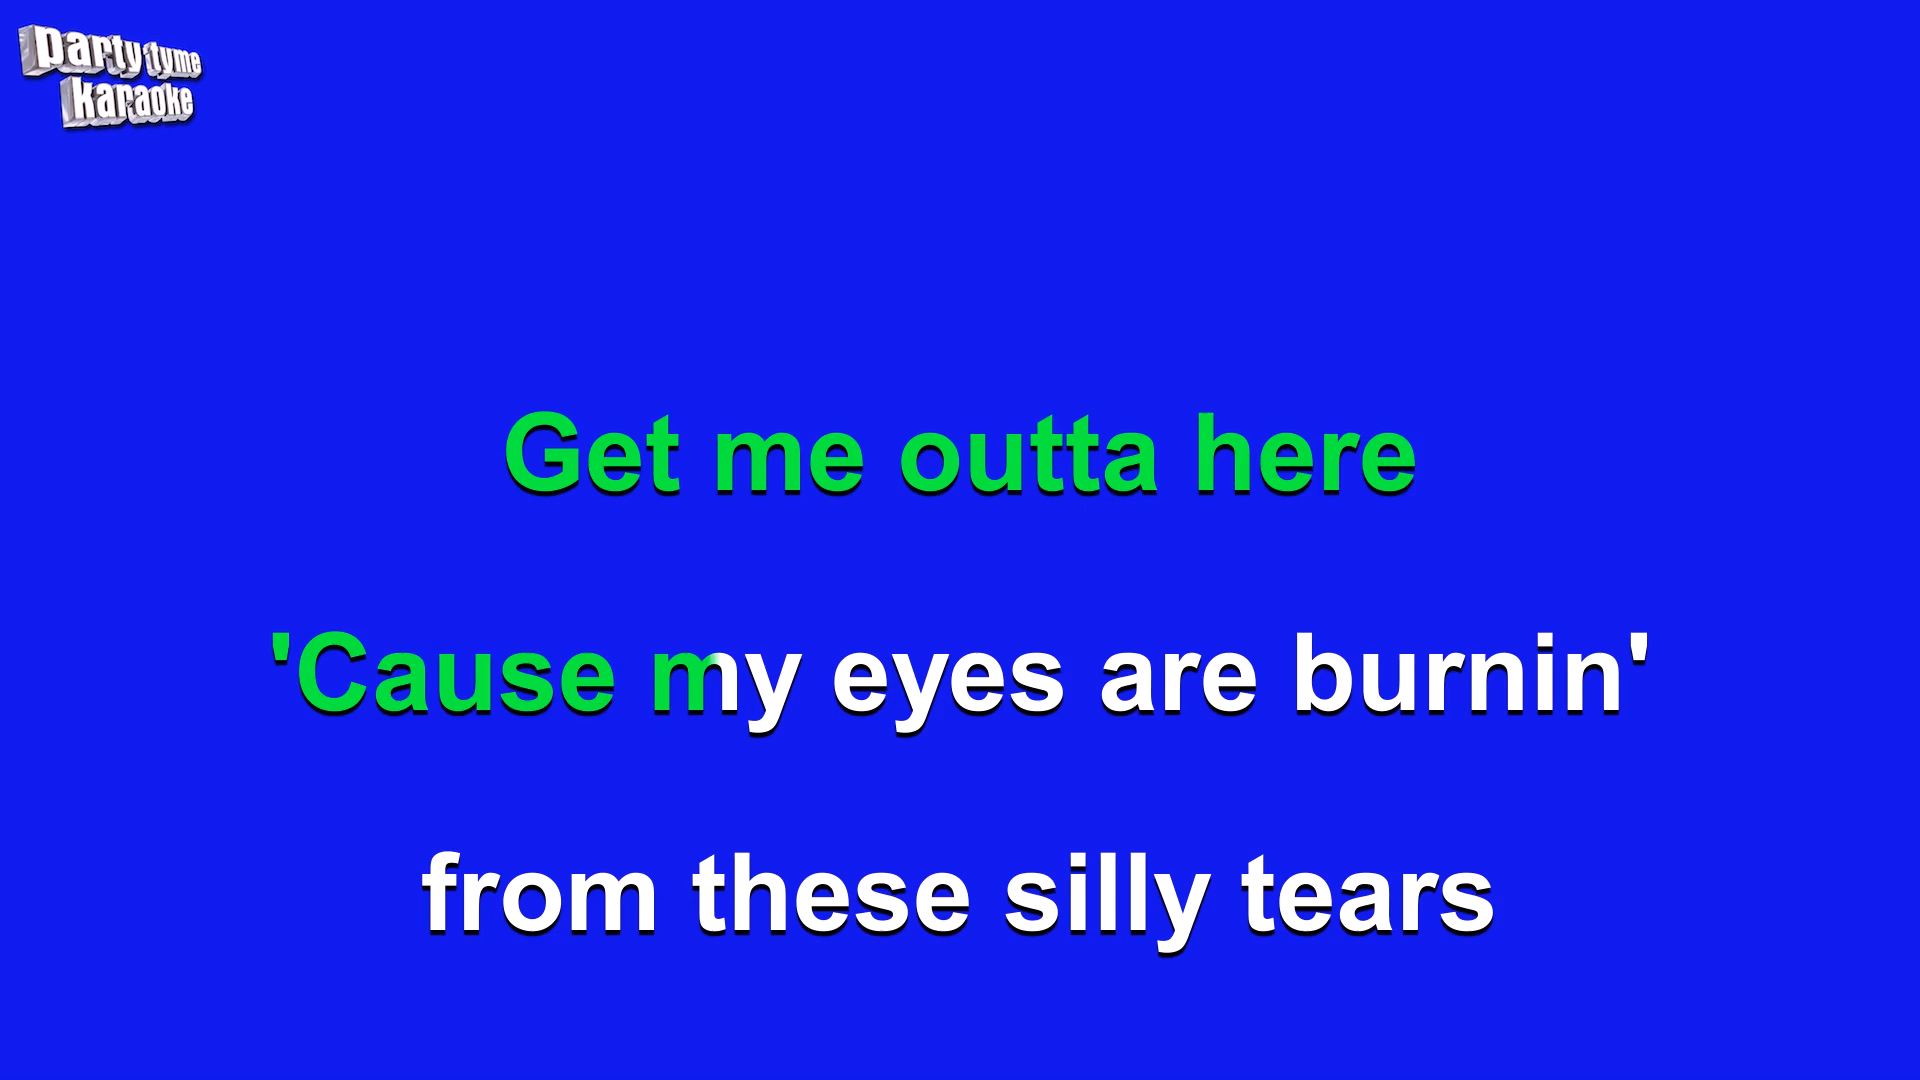 party tyme
karaoke
Get me outta here
'Cause my eyes are burnin'
from these silly tears